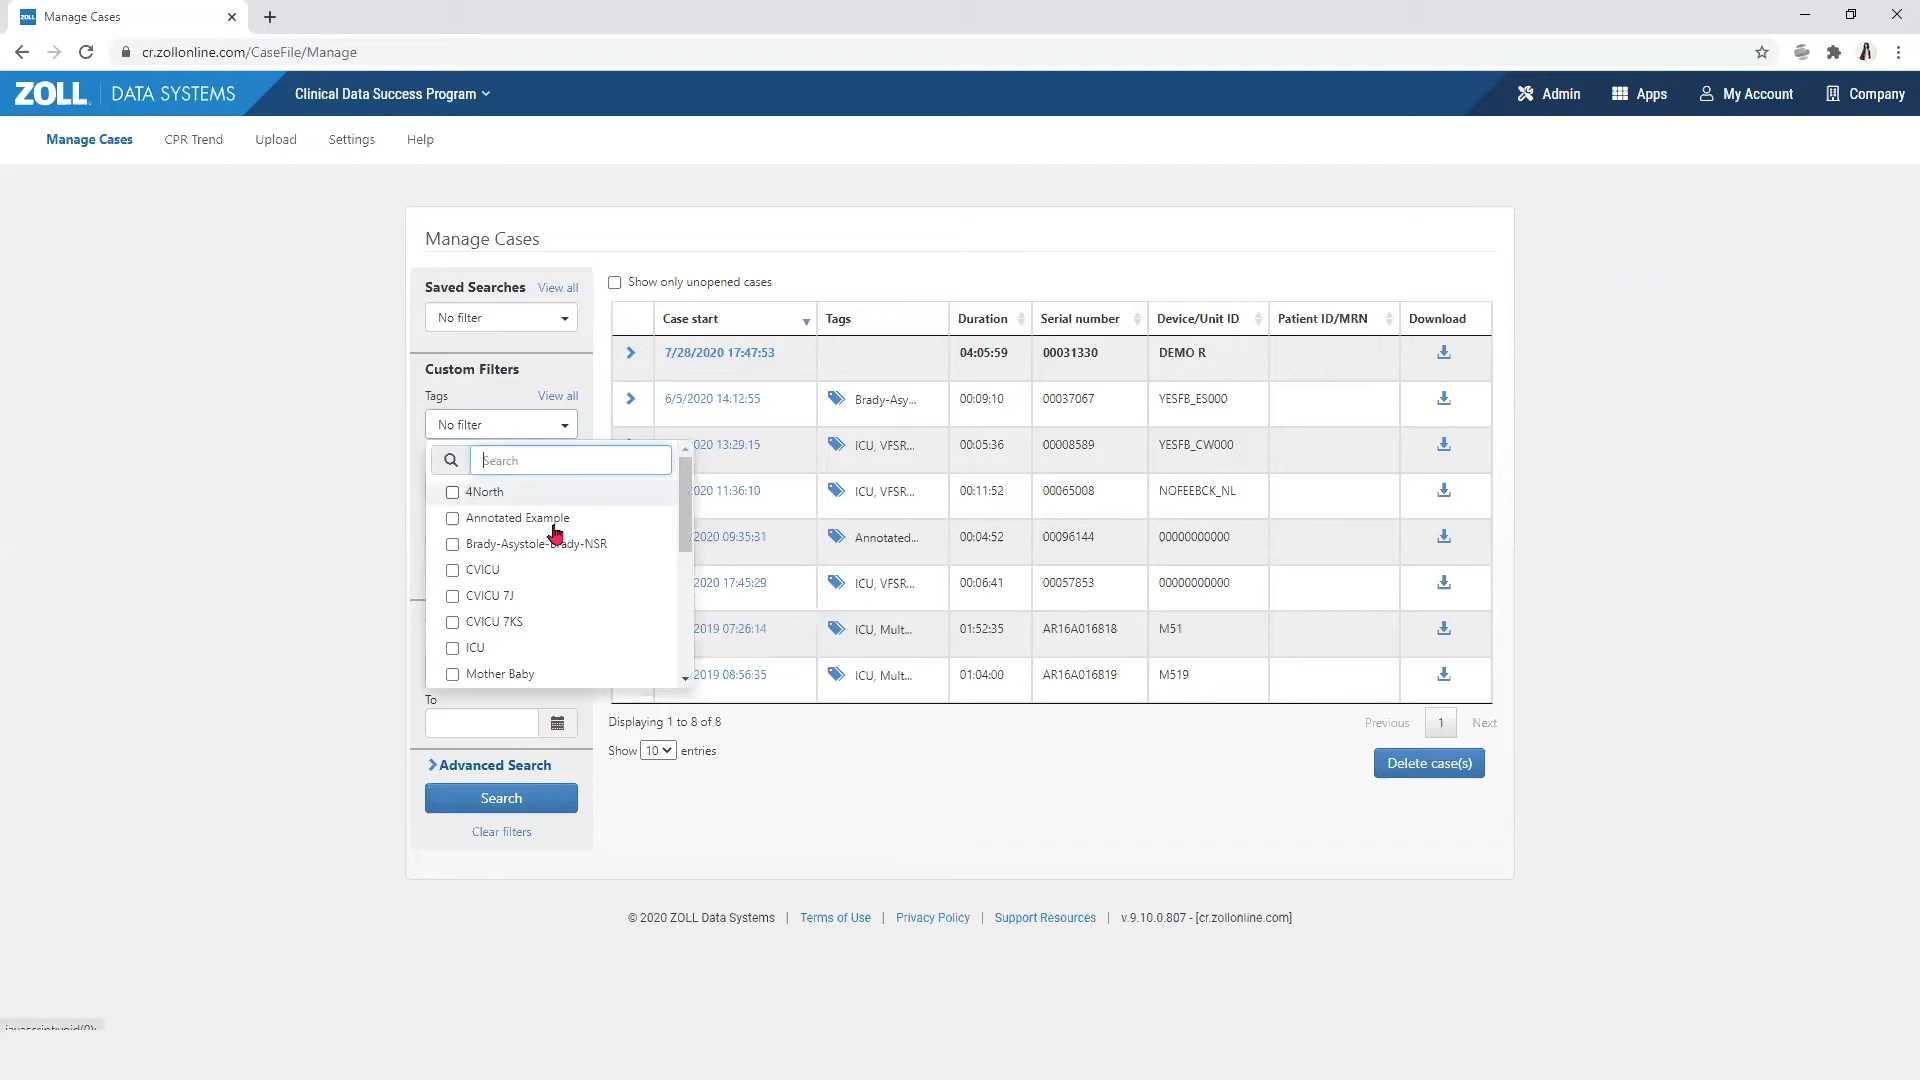 Manage Cases
cr.zollonline.com/CaseFile/Manage
ZOLL DATA SYSTEMS
Clinical Data Success Program
Admin
Apps
My Account
Company
Manage Cases
CPR Trend
Upload
Settings
Help
Manage Cases
Saved Searches
View all
No filter
Custom Filters
Tags
View all
No filter
Search
4North
Annotated Example
Brady-Asystole-Brady-NSR
CVICU
CVICU 7J
CVICU 7KS
ICU
Mother Baby
To
Advanced Search
Search
Clear filters
Show only unopened cases
Case start Tags Duration Serial number Device/Unit ID Patient ID/MRN Download
7/28/2020 17:47:53 04:05:59 00031330 DEMO R
6/5/2020 14:12:55 Brady-Asy... 00:09:10 00037067 YESFB_ES000
020 13:29:15 ICU, VFSR... 00:05:36 00008589 YESFB_CW000
2020 11:36:10 ICU, VFSR... 00:11:52 00065008 NOFEEBCK_NL
2020 09:35:31 Annotated... 00:04:52 00096144 00000000000
2020 17:45:29 ICU, VFSR... 00:06:41 00057853 00000000000
2019 07:26:14 ICU, Mult... 01:52:35 AR16A016818 M51
2019 08:56:35 ICU, Mult... 01:04:00 AR16A016819 M519
Displaying 1 to 8 of 8
Previous 1 Next
Show 10 entries
Delete case(s)
© 2020 ZOLL Data Systems | Terms of Use | Privacy Policy | Support Resources | v.9.10.0.807 - [cr.zollonline.com]